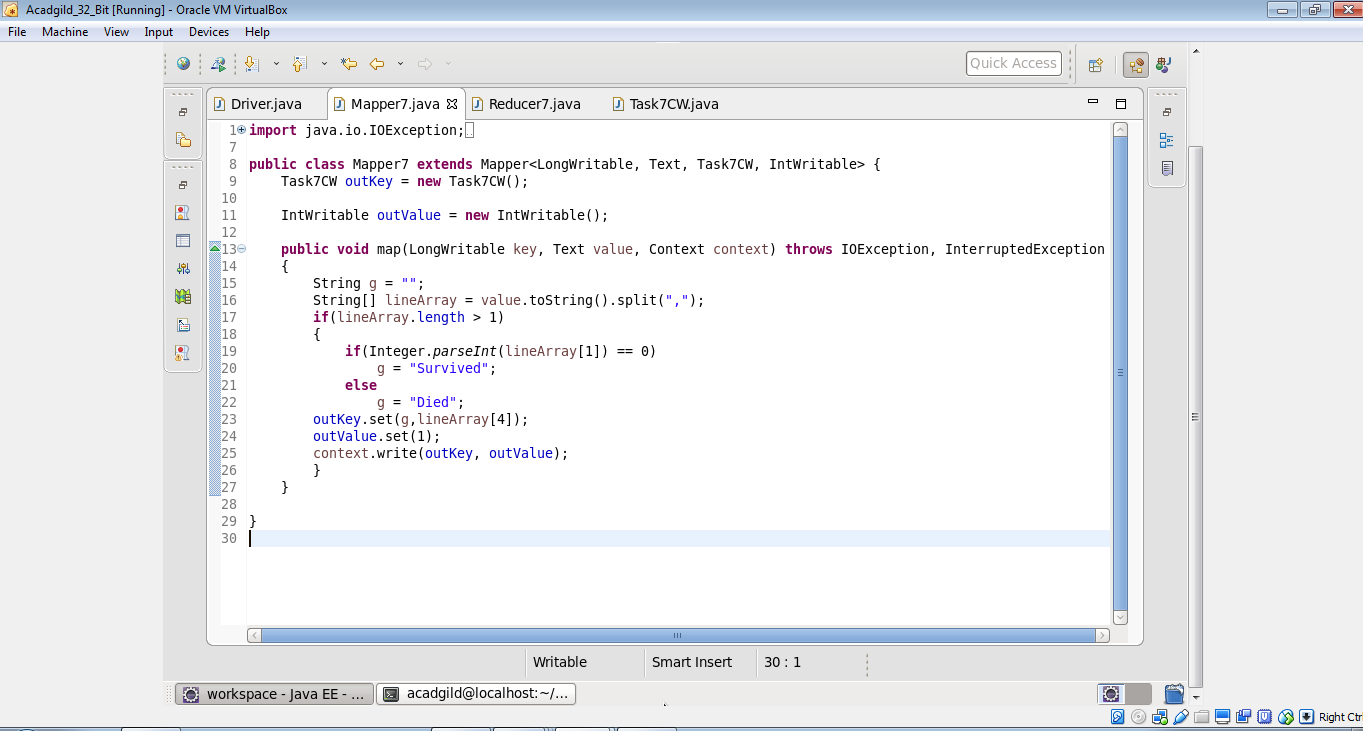 Acadgild_32_Bit [Running] - Oracle VM VirtualBox
File Machine View Input Devices Help
Quick Access
Driver.java Mapper7.java Reducer7.java Task7CW.java
1 import java.io.IOException;
7
8 public class Mapper7 extends Mapper<LongWritable, Text, Task7CW, IntWritable> {
9 Task7CW outKey = new Task7CW();
10
11 IntWritable outValue = new IntWritable();
12
13 public void map(LongWritable key, Text value, Context context) throws IOException, InterruptedException
14 {
15 String g = "";
16 String[] lineArray = value.toString().split(",");
17 if(lineArray.length > 1)
18 {
19 if(Integer.parseInt(lineArray[1]) == 0)
20 g = "Survived";
21 else
22 g = "Died";
23 outKey.set(g,lineArray[4]);
24 outValue.set(1);
25 context.write(outKey, outValue);
26 }
27 }
28
29 }
30
Writable Smart Insert 30 : 1
workspace - Java EE - ... acadgild@localhost:~/...
Right Ctrl